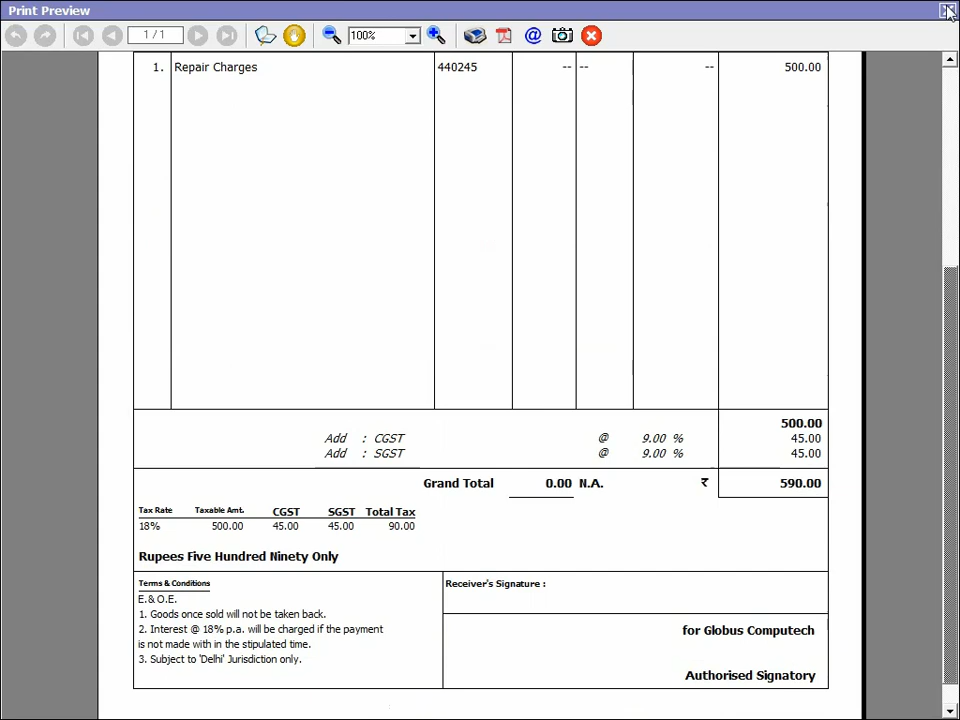 Print Preview
1 / 1
100%
1. Repair Charges 440245 -- -- -- 500.00
500.00
Add : CGST @ 9.00 % 45.00
Add : SGST @ 9.00 % 45.00
Grand Total 0.00 N.A. ₹ 590.00
Tax Rate Taxable Amt. CGST SGST Total Tax
18% 500.00 45.00 45.00 90.00
Rupees Five Hundred Ninety Only
Terms & Conditions
E.& O.E.
1. Goods once sold will not be taken back.
2. Interest @ 18% p.a. will be charged if the payment
is not made with in the stipulated time.
3. Subject to 'Delhi' Jurisdiction only.
Receiver's Signature :
for Globus Computech
Authorised Signatory